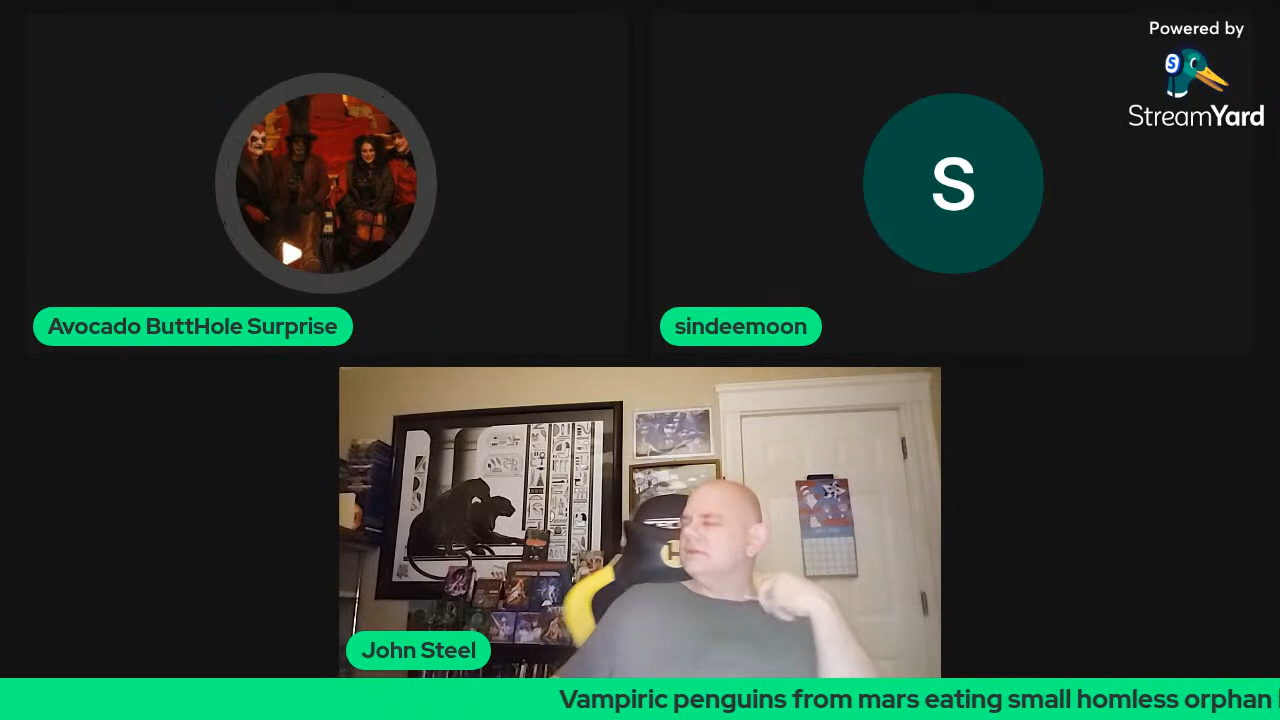 Powered by
S
StreamYard
S
Avocado ButtHole Surprise
sindeemoon
John Steel
Vampiric penguins from mars eating small homless orphan